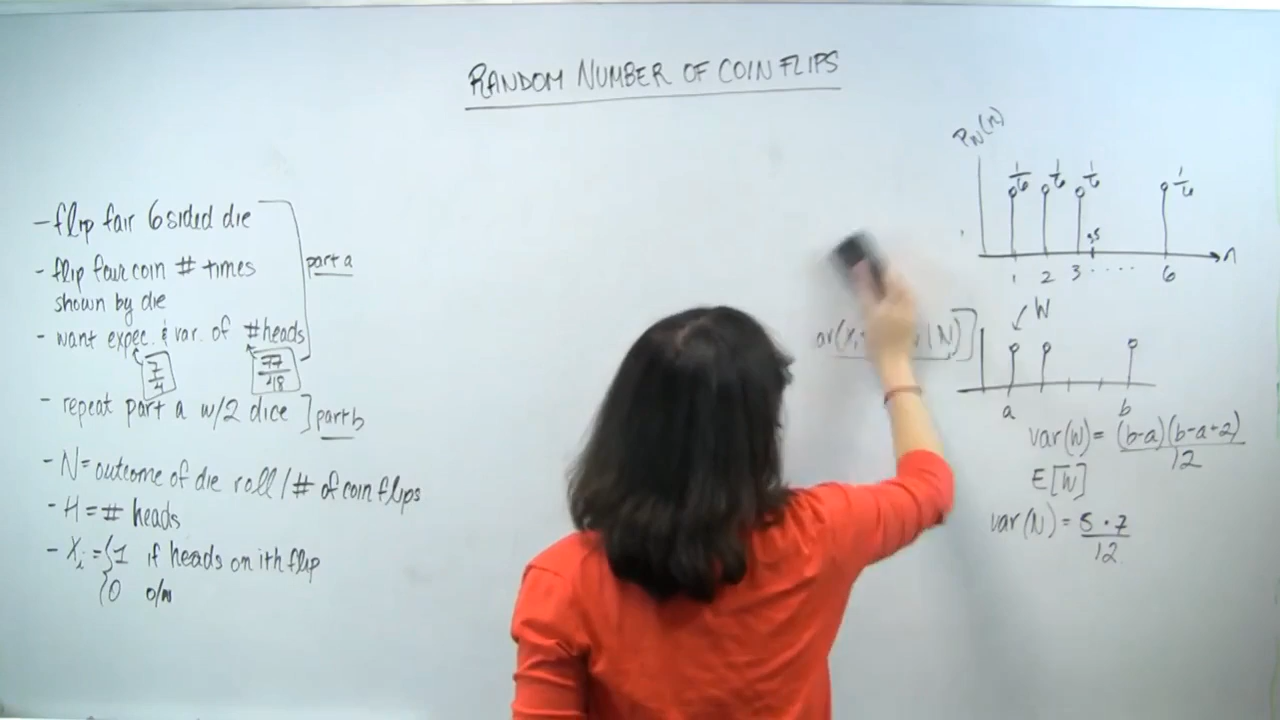 RANDOM NUMBER OF COIN FLIPS
- flip fair 6 sided die
- flip fair coin # times
shown by die
part a
- want expec. & var. of #heads
7/4
77/48
- repeat part a w/2 dice ] part b
- N = outcome of die roll / # of coin flips
- H = # heads
- Xi = { 1 if heads on ith flip
0 o/w
PN(n)
1/6 1/6 1/6 1/6
3.5
n
1 2 3 ..... 6
W
ar(X1 | N)]
a b
var(W) = (b-a)(b-a+2)
12
E[W]
var(N) = 5 · 7
12